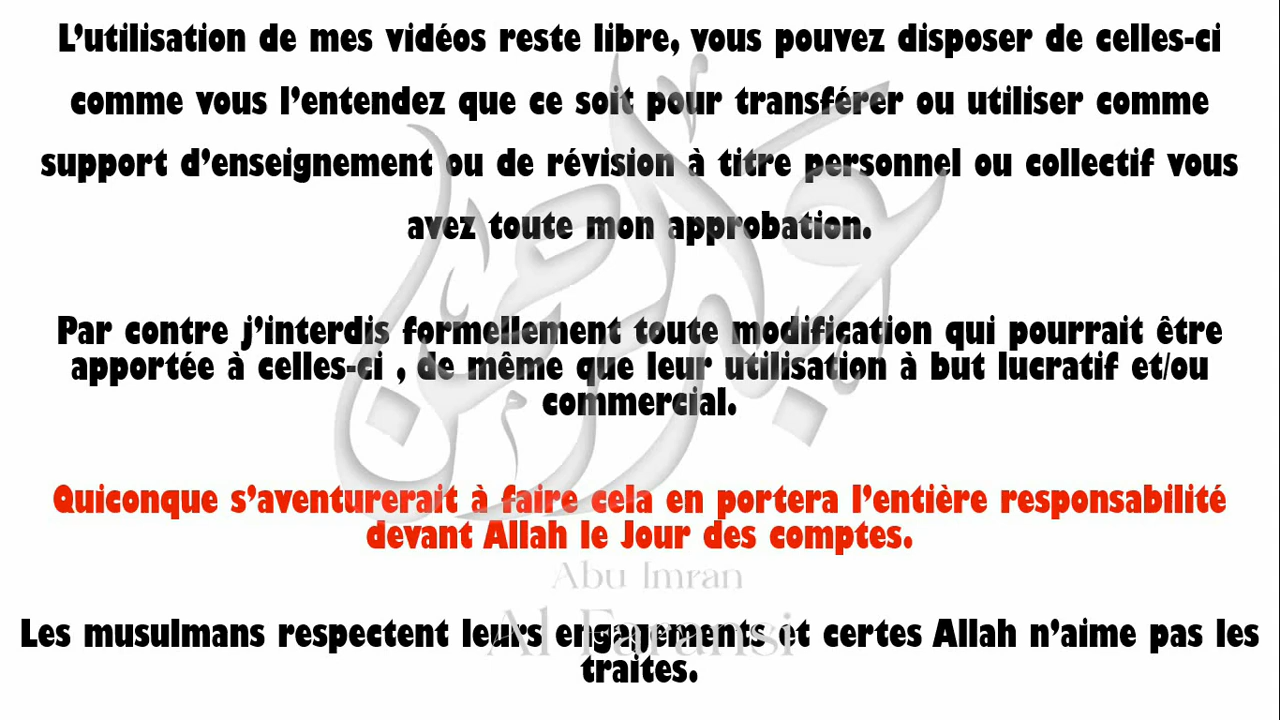 L'utilisation de mes vidéos reste libre, vous pouvez disposer de celles-ci
comme vous l'entendez que ce soit pour transférer ou utiliser comme
support d'enseignement ou de révision à titre personnel ou collectif vous
avez toute mon approbation.
Par contre j'interdis formellement toute modification qui pourrait être
apportée à celles-ci , de même que leur utilisation à but lucratif et/ou
commercial.
Quiconque s'aventurerait à faire cela en portera l'entière responsabilité
devant Allah le Jour des comptes.
Abu Imran
Al Faransi
Les musulmans respectent leurs engagements et certes Allah n'aime pas les
traites.